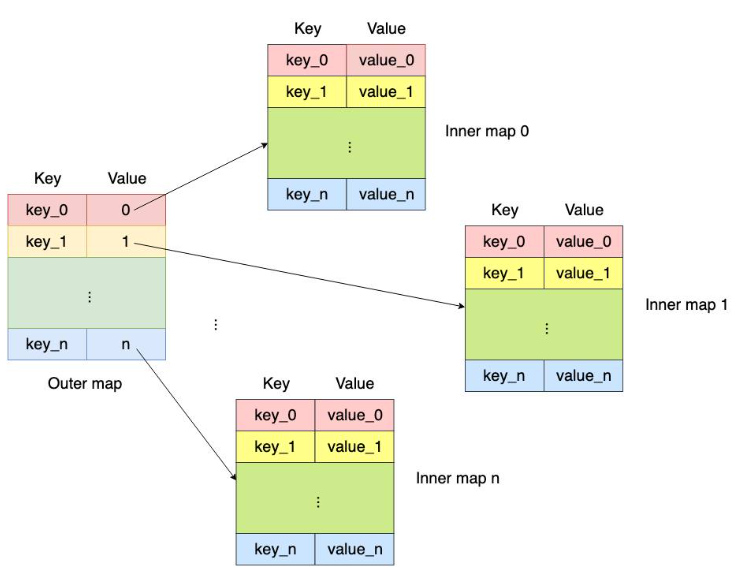 Key Value
key_0 value_0
key_1 value_1
⋮
key_n value_n
Inner map 0
Key Value
key_0 0
key_1 1
⋮
key_n n
Outer map
⋮
Key Value
key_0 value_0
key_1 value_1
⋮
key_n value_n
Inner map 1
Key Value
key_0 value_0
key_1 value_1
⋮
key_n value_n
Inner map n